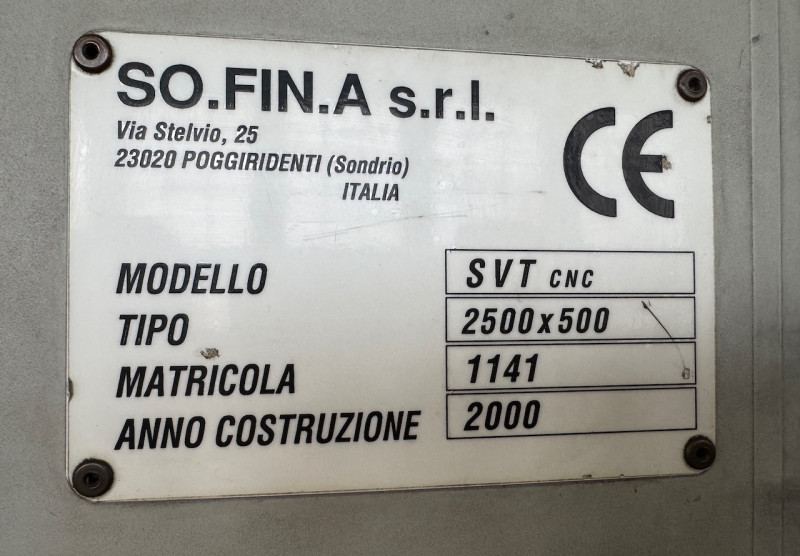 SO.FIN.A s.r.l.
Via Stelvio, 25
23020 POGGIRIDENTI (Sondrio)
ITALIA
CE
MODELLO SVT CNC
TIPO 2500x500
MATRICOLA 1141
ANNO COSTRUZIONE 2000